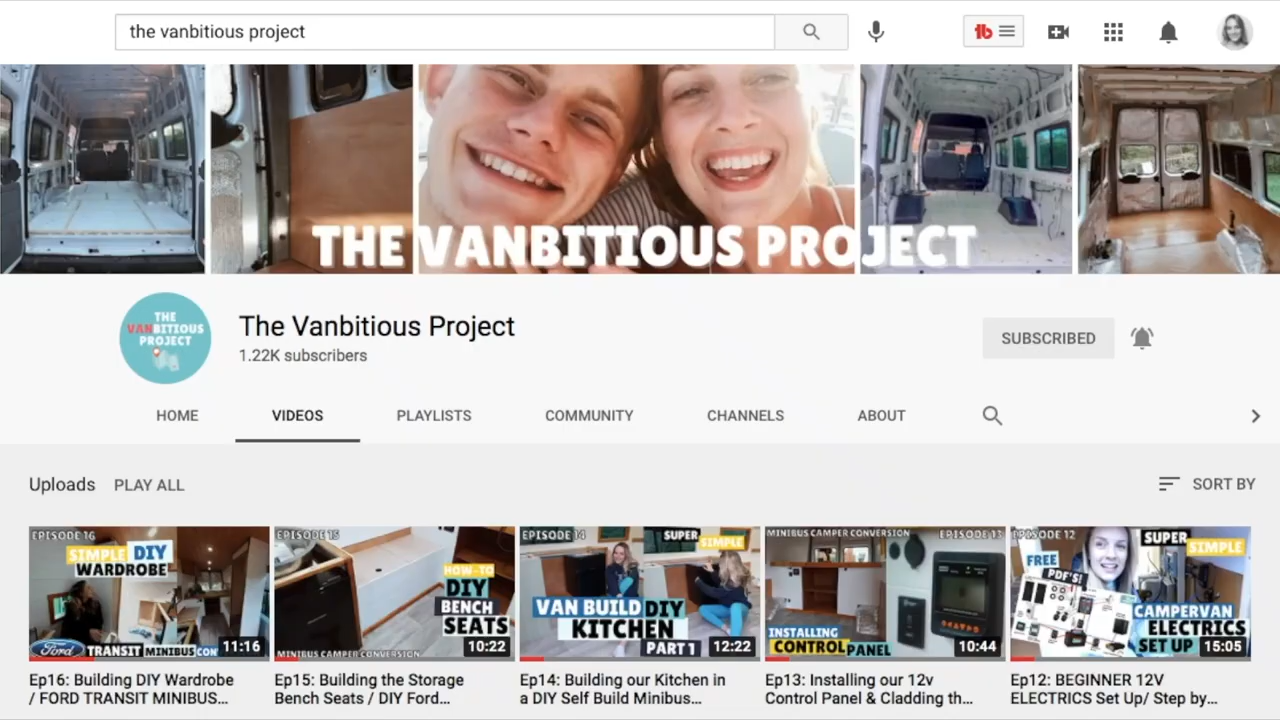 the vanbitious project
THE VANBITIOUS PROJECT
THE
VANBITIOUS
PROJECT
The Vanbitious Project
1.22K subscribers
SUBSCRIBED
HOME
VIDEOS
PLAYLISTS
COMMUNITY
CHANNELS
ABOUT
Uploads
PLAY ALL
SORT BY
EPISODE 16
SIMPLE DIY
WARDROBE
Ford
TRANSIT MINIBUS CON
11:16
EPISODE 15
HOW-TO
DIY
BENCH
SEATS
MINIBUS CAMPER CONVERSION
10:22
EPISODE 14
SUPER
SIMPLE
VAN BUILD DIY
KITCHEN
PART 1
12:22
MINIBUS CAMPER CONVERSION
EPISODE 13
INSTALLING
CONTROL PANEL
10:44
EPISODE 12
SUPER
SIMPLE
FREE
PDF'S!
CAMPERVAN
ELECTRICS
SET UP
15:05
Ep16: Building DIY Wardrobe
/ FORD TRANSIT MINIBUS...
Ep15: Building the Storage
Bench Seats / DIY Ford...
Ep14: Building our Kitchen in
a DIY Self Build Minibus...
Ep13: Installing our 12v
Control Panel & Cladding th...
Ep12: BEGINNER 12V
ELECTRICS Set Up/ Step by...